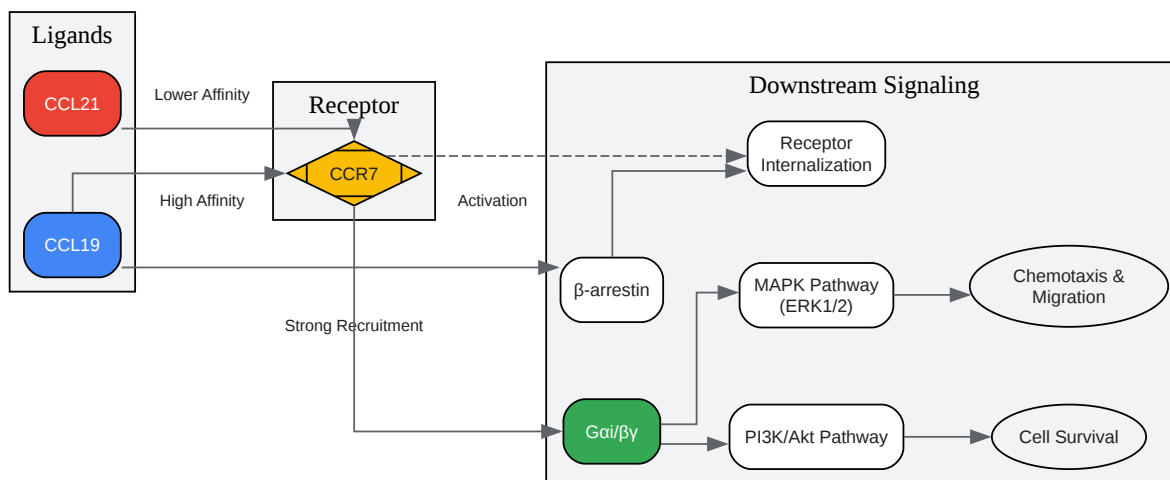 Ligands
CCL21
CCL19
Lower Affinity
High Affinity
Receptor
CCR7
Activation
Strong Recruitment
Downstream Signaling
Receptor
Internalization
β-arrestin
MAPK Pathway
(ERK1/2)
Chemotaxis &
Migration
Gαi/βγ
PI3K/Akt Pathway
Cell Survival